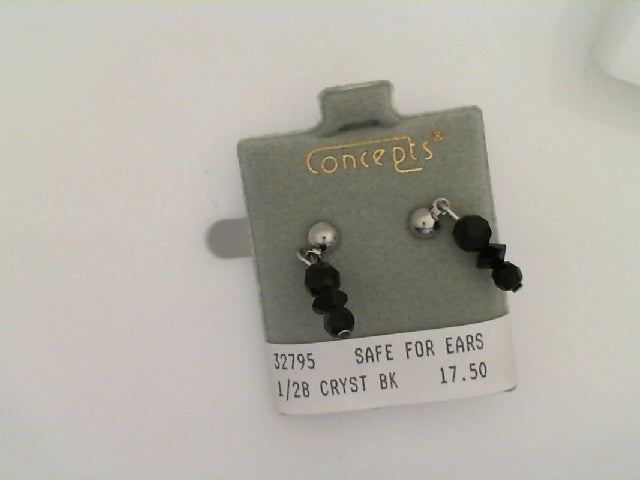 Concepts®
32795 SAFE FOR EARS
1/2B CRYST BK 17.50